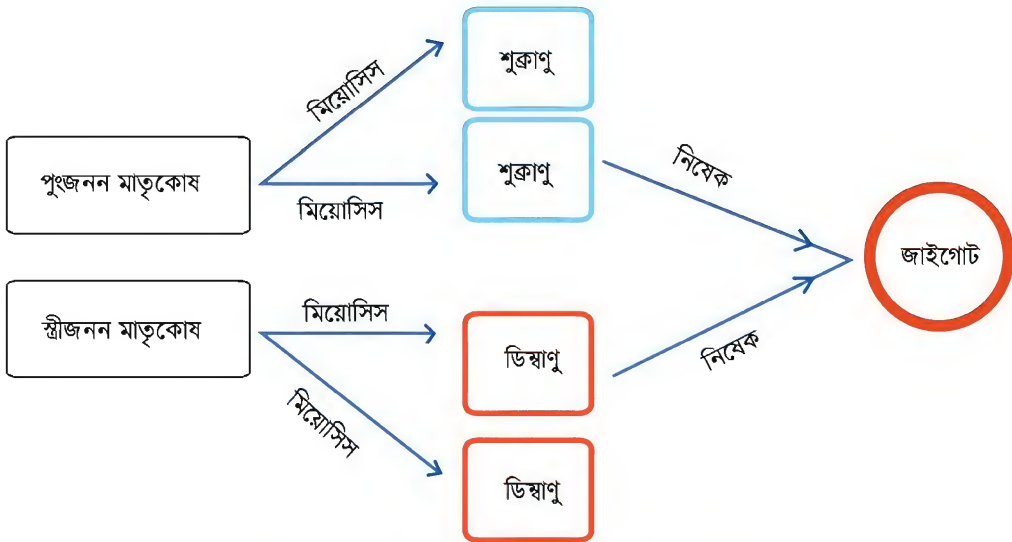 শুক্রাণু
মিয়োসিস
পুংজনন মাতৃকোষ
মিয়োসিস
শুক্রাণু
নিষেক
জাইগোট
স্ত্রীজনন মাতৃকোষ
মিয়োসিস
ডিম্বাণু
নিষেক
মিয়োসিস
ডিম্বাণু